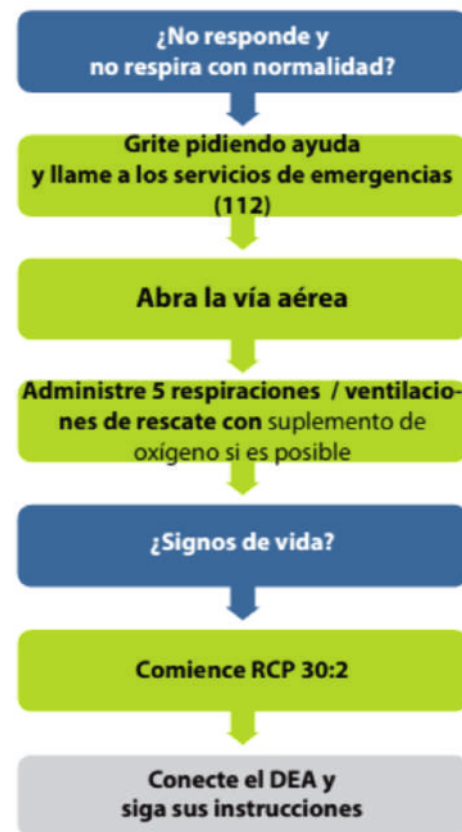 ¿No responde y
no respira con normalidad?
Grite pidiendo ayuda
y llame a los servicios de emergencias
(112)
Abra la vía aérea
Administre 5 respiraciones / ventilacio-
nes de rescate con suplemento de
oxígeno si es posible
¿Signos de vida?
Comience RCP 30:2
Conecte el DEA y
siga sus instrucciones